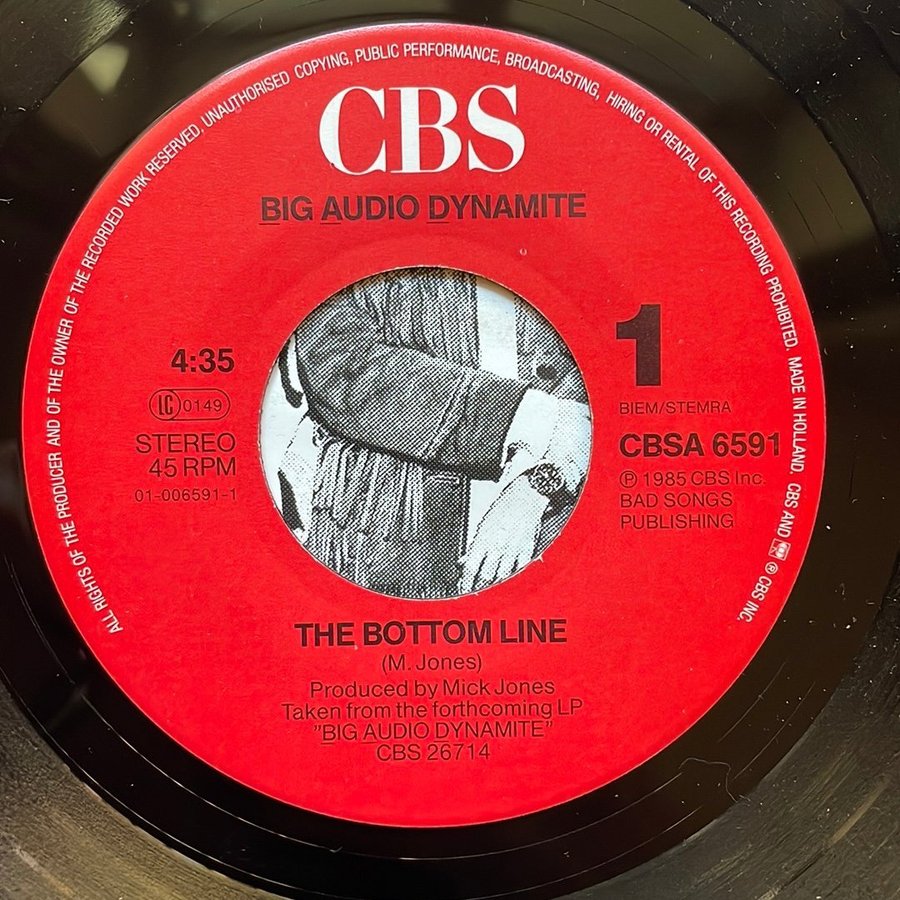 ALL RIGHTS OF THE PRODUCER AND OF THE OWNER OF THE RECORDED WORK RESERVED, UNAUTHORISED COPYING, PUBLIC PERFORMANCE, BROADCASTING, HIRING OR RENTAL OF THIS RECORDING PROHIBITED. MADE IN HOLLAND, CBS AND ® CBS INC.
CBS
BIG AUDIO DYNAMITE
4:35
LC 0149
STEREO
45 RPM
01-006591-1
1
BIEM/STEMRA
CBSA 6591
℗ 1985 CBS Inc.
BAD SONGS
PUBLISHING
THE BOTTOM LINE
(M. Jones)
Produced by Mick Jones
Taken from the forthcoming LP
"BIG AUDIO DYNAMITE"
CBS 26714